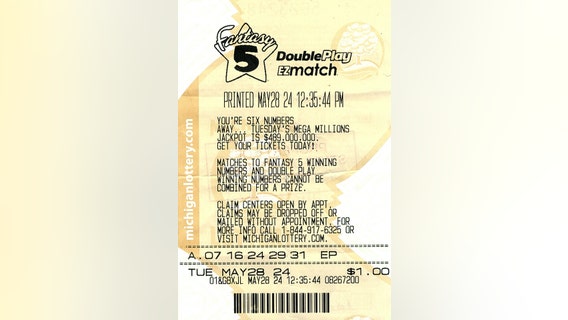 Fantasy
5
DoublePlay
EZmatch
PRINTED MAY28 24 12:35:44 PM
YOU'RE SIX NUMBERS
AWAY... TUESDAY'S MEGA MILLIONS
JACKPOT IS $489,000,000.
GET YOUR TICKETS TODAY!
MATCHES TO FANTASY 5 WINNING
NUMBERS AND DOUBLE PLAY
WINNING NUMBERS CANNOT BE
COMBINED FOR A PRIZE.
CLAIM CENTERS OPEN BY APPT.
CLAIMS MAY BE DROPPED OFF OR
MAILED WITHOUT APPOINTMENT. FOR
MORE INFO CALL 1-844-917-6325 OR
VISIT MICHIGANLOTTERY.COM.
michiganlottery.com
A. 07 16 24 29 31 EP
TUE MAY28 24 $1.00
01&GBXJL MAY28 24 12:35:44 08267200